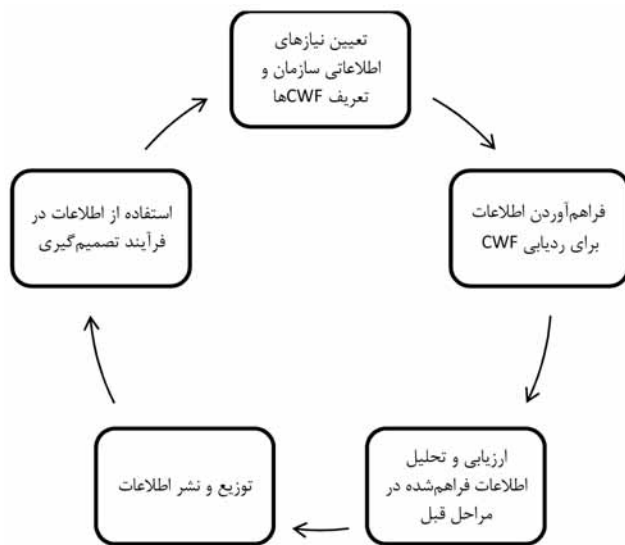 تعیین نیازهای
اطلاعاتی سازمان و
تعریف CWFها
فراهم‌آوردن اطلاعات
برای ردیابی CWF
ارزیابی و تحلیل
اطلاعات فراهم‌شده در
مراحل قبل
توزیع و نشر اطلاعات
استفاده از اطلاعات در
فرآیند تصمیم‌گیری